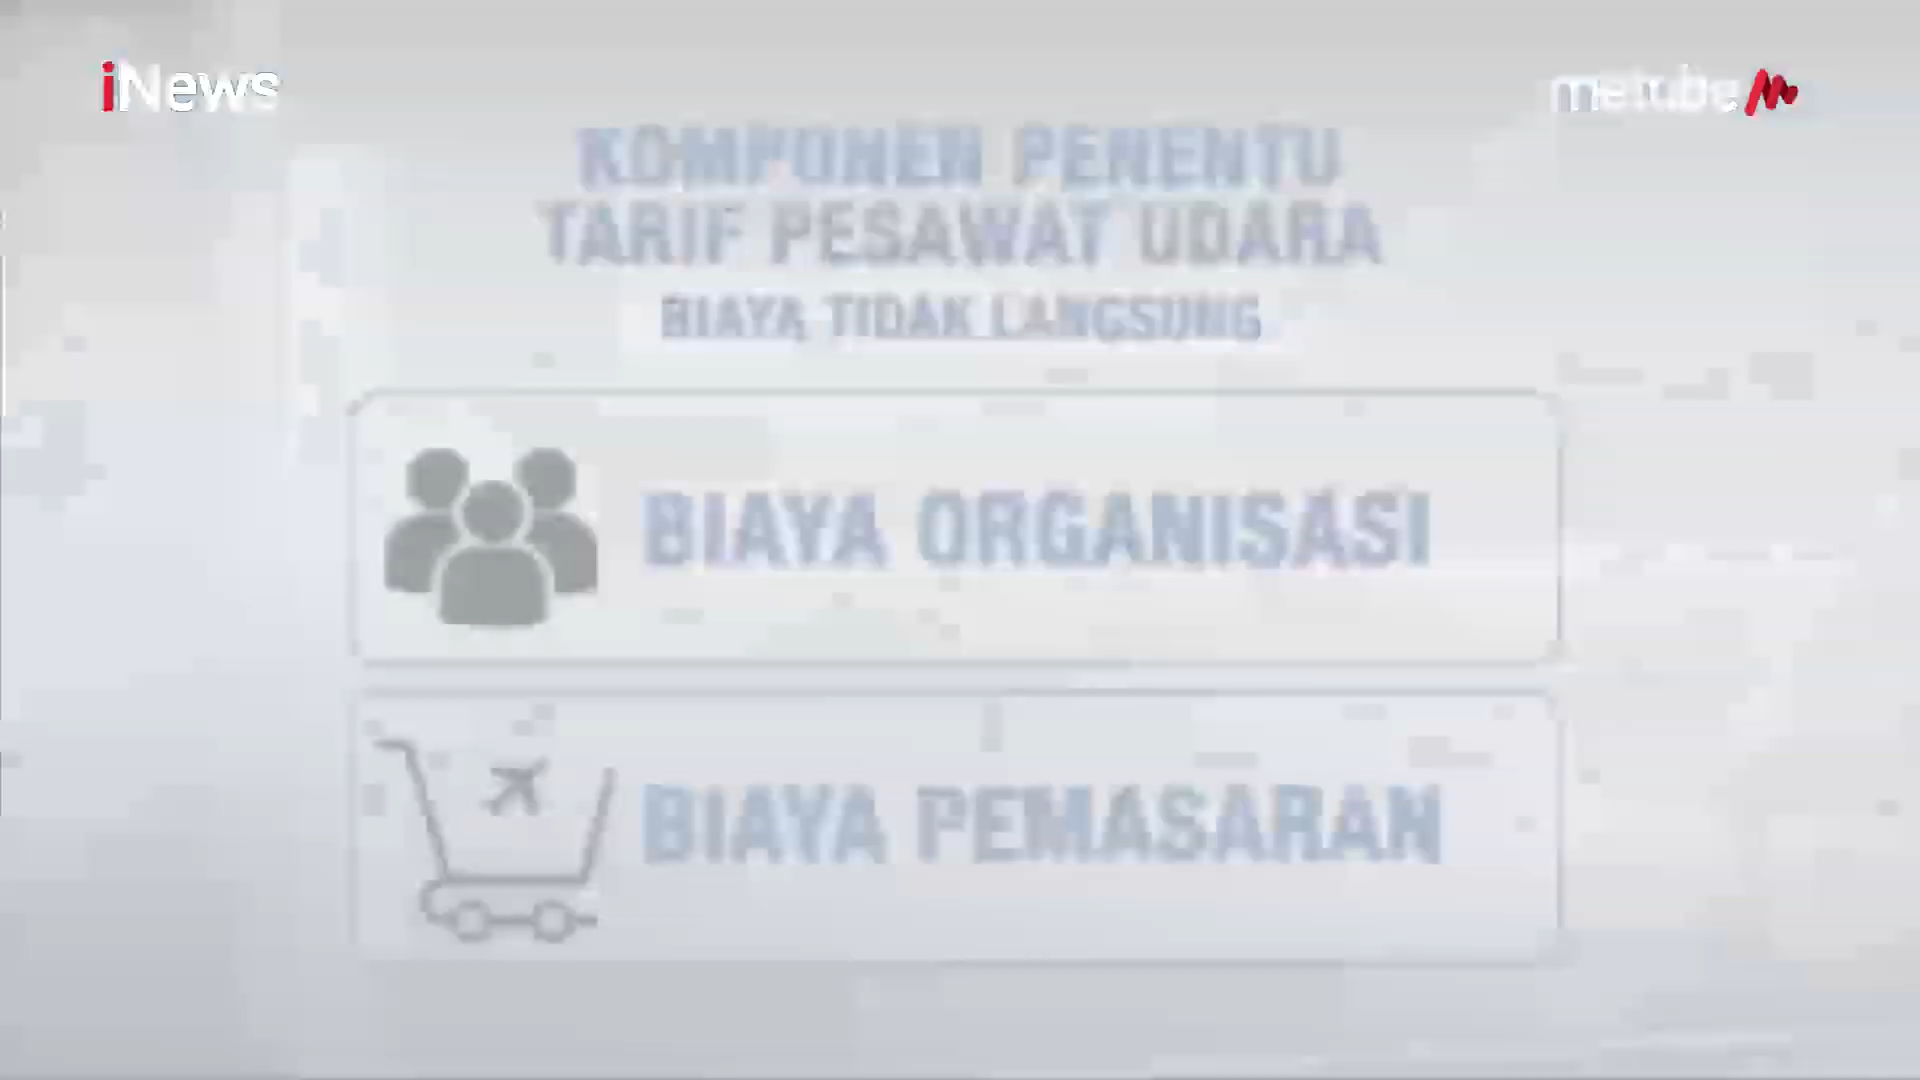 iNews
metube
KOMPONEN PENENTU
TARIF PESAWAT UDARA
BIAYA TIDAK LANGSUNG
BIAYA ORGANISASI
BIAYA PEMASARAN